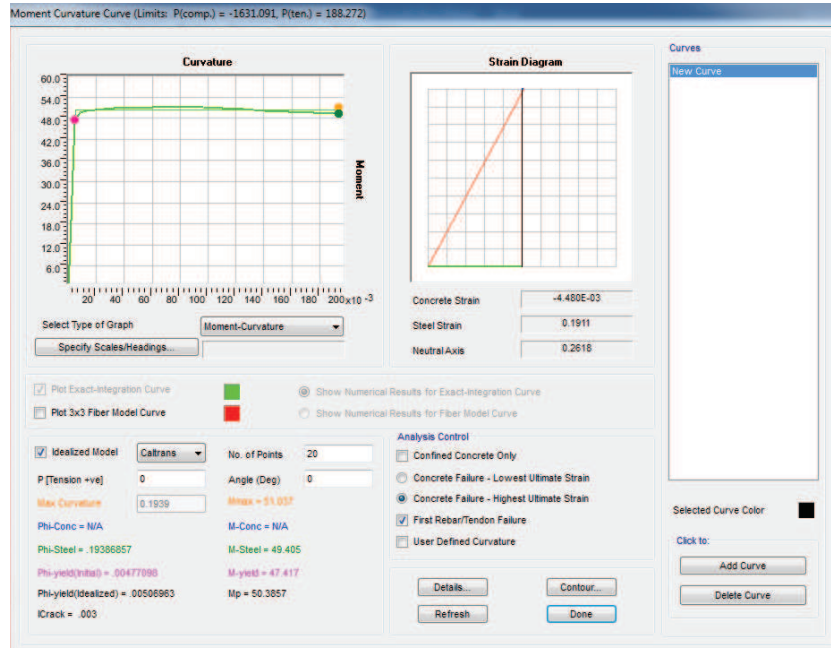 Moment Curvature Curve (Limits: P(comp.) = -1631.091, P(ten.) = 188.272)
Curvature
60.0
54.0
48.0
42.0
36.0
30.0
24.0
18.0
12.0
6.0
Moment
20 40 60 80 100 120 140 160 180 200 x10 -3
Select Type of Graph
Moment-Curvature
Specify Scales/Headings...
Strain Diagram
Concrete Strain
-4.480E-03
Steel Strain
0.1911
Neutral Axis
0.2618
Curves
New Curve
Plot Exact-Integration Curve
Show Numerical Results for Exact-Integration Curve
Plot 3x3 Fiber Model Curve
Show Numerical Results for Fiber Model Curve
Idealized Model
Caltrans
No. of Points
20
P [Tension +ve]
0
Angle (Deg)
0
Max Curvature
0.1939
Mmax = 51.037
Phi-Conc = N/A
M-Conc = N/A
Phi-Steel = .19386857
M-Steel = 49.405
Phi-yield(Initial) = .00477098
M-yield = 47.417
Phi-yield(Idealized) = .00506963
Mp = 50.3857
ICrack = .003
Analysis Control
Confined Concrete Only
Concrete Failure - Lowest Ultimate Strain
Concrete Failure - Highest Ultimate Strain
First Rebar/Tendon Failure
User Defined Curvature
Details...
Contour...
Refresh
Done
Selected Curve Color
Click to:
Add Curve
Delete Curve